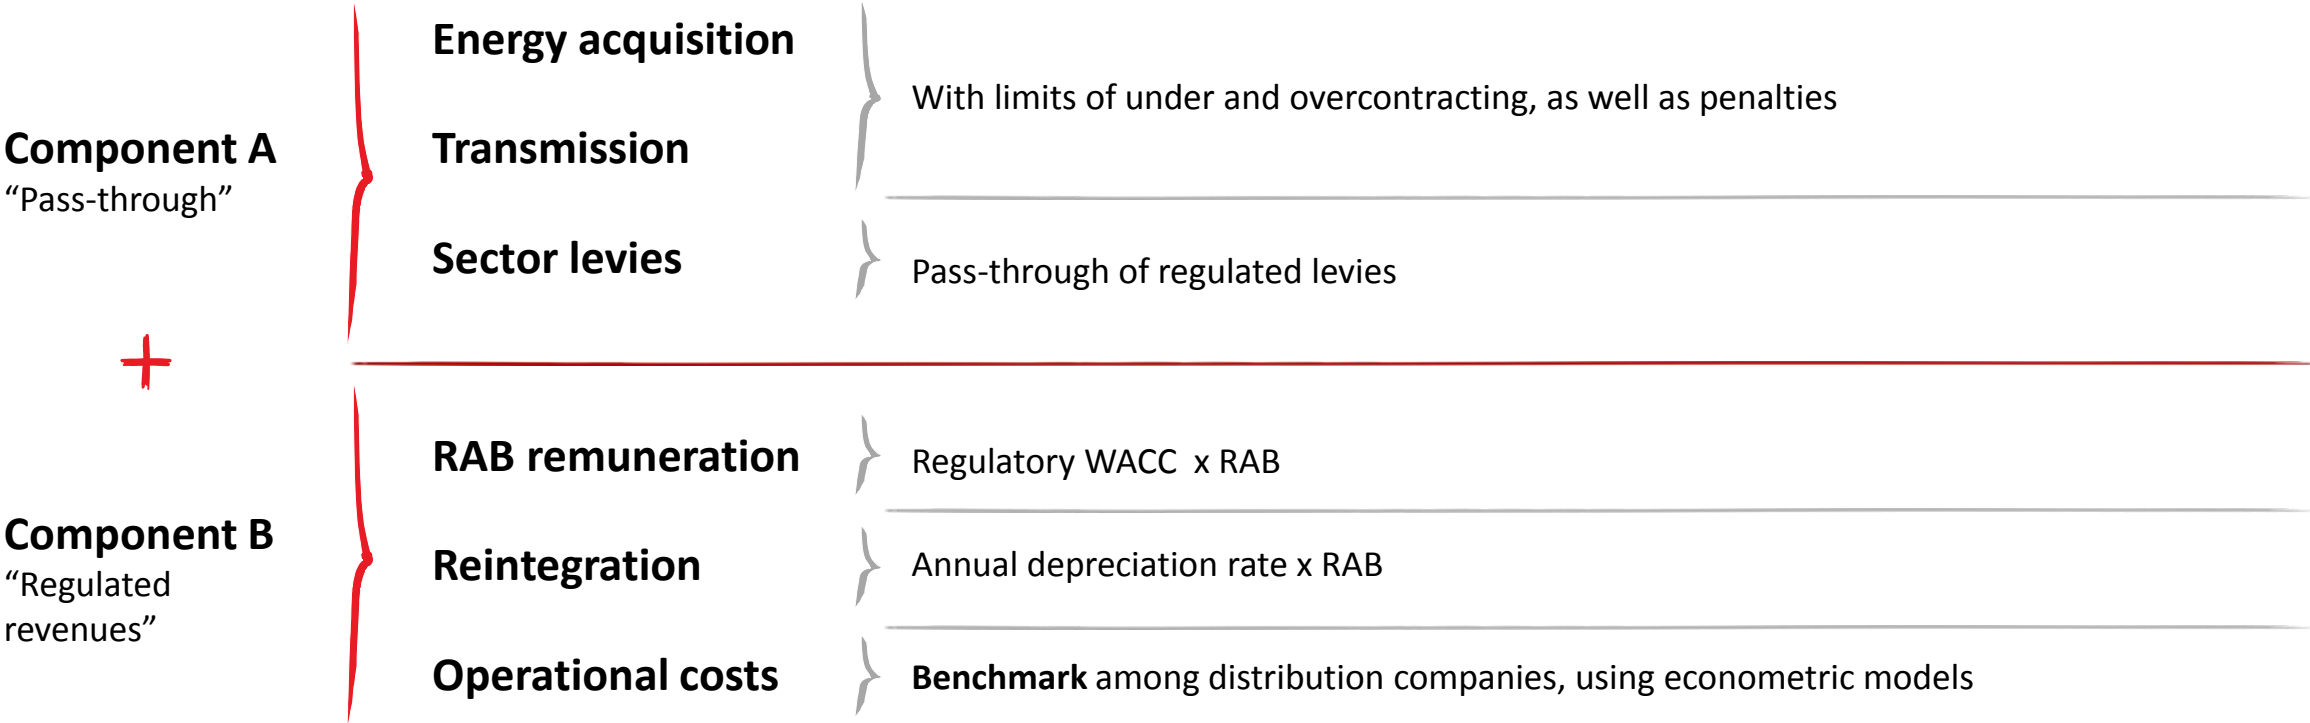 Component A
“Pass-through”
Energy acquisition
Transmission
With limits of under and overcontracting, as well as penalties
Sector levies
Pass-through of regulated levies
+
Component B
“Regulated
revenues”
RAB remuneration
Regulatory WACC x RAB
Reintegration
Annual depreciation rate x RAB
Operational costs
Benchmark among distribution companies, using econometric models